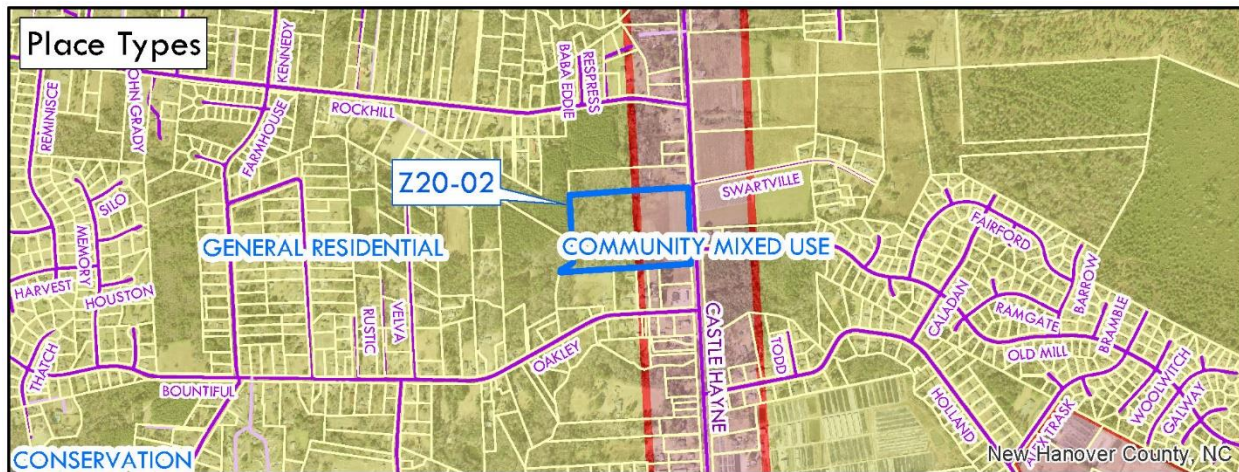 Place Types
REMINISCE
JOHN GRADY
KENNEDY
FARMHOUSE
ROCKHILL
BABA EDDIE
RESPRESS
Z20-02
SWARTVILLE
SILO
MEMORY
HARVEST
HOUSTON
GENERAL RESIDENTIAL
COMMUNITY MIXED USE
FAIRFORD
BARROW
RAMGATE
CALADAN
BRAMBLE
OLD MILL
RUSTIC
VELVA
OAKLEY
CASTLE HAYNE
TODD
THATCH
BOUNTIFUL
HOLLAND
ALEX TRASK
WOOLWITCH
GALWAY
CONSERVATION
New Hanover County, NC